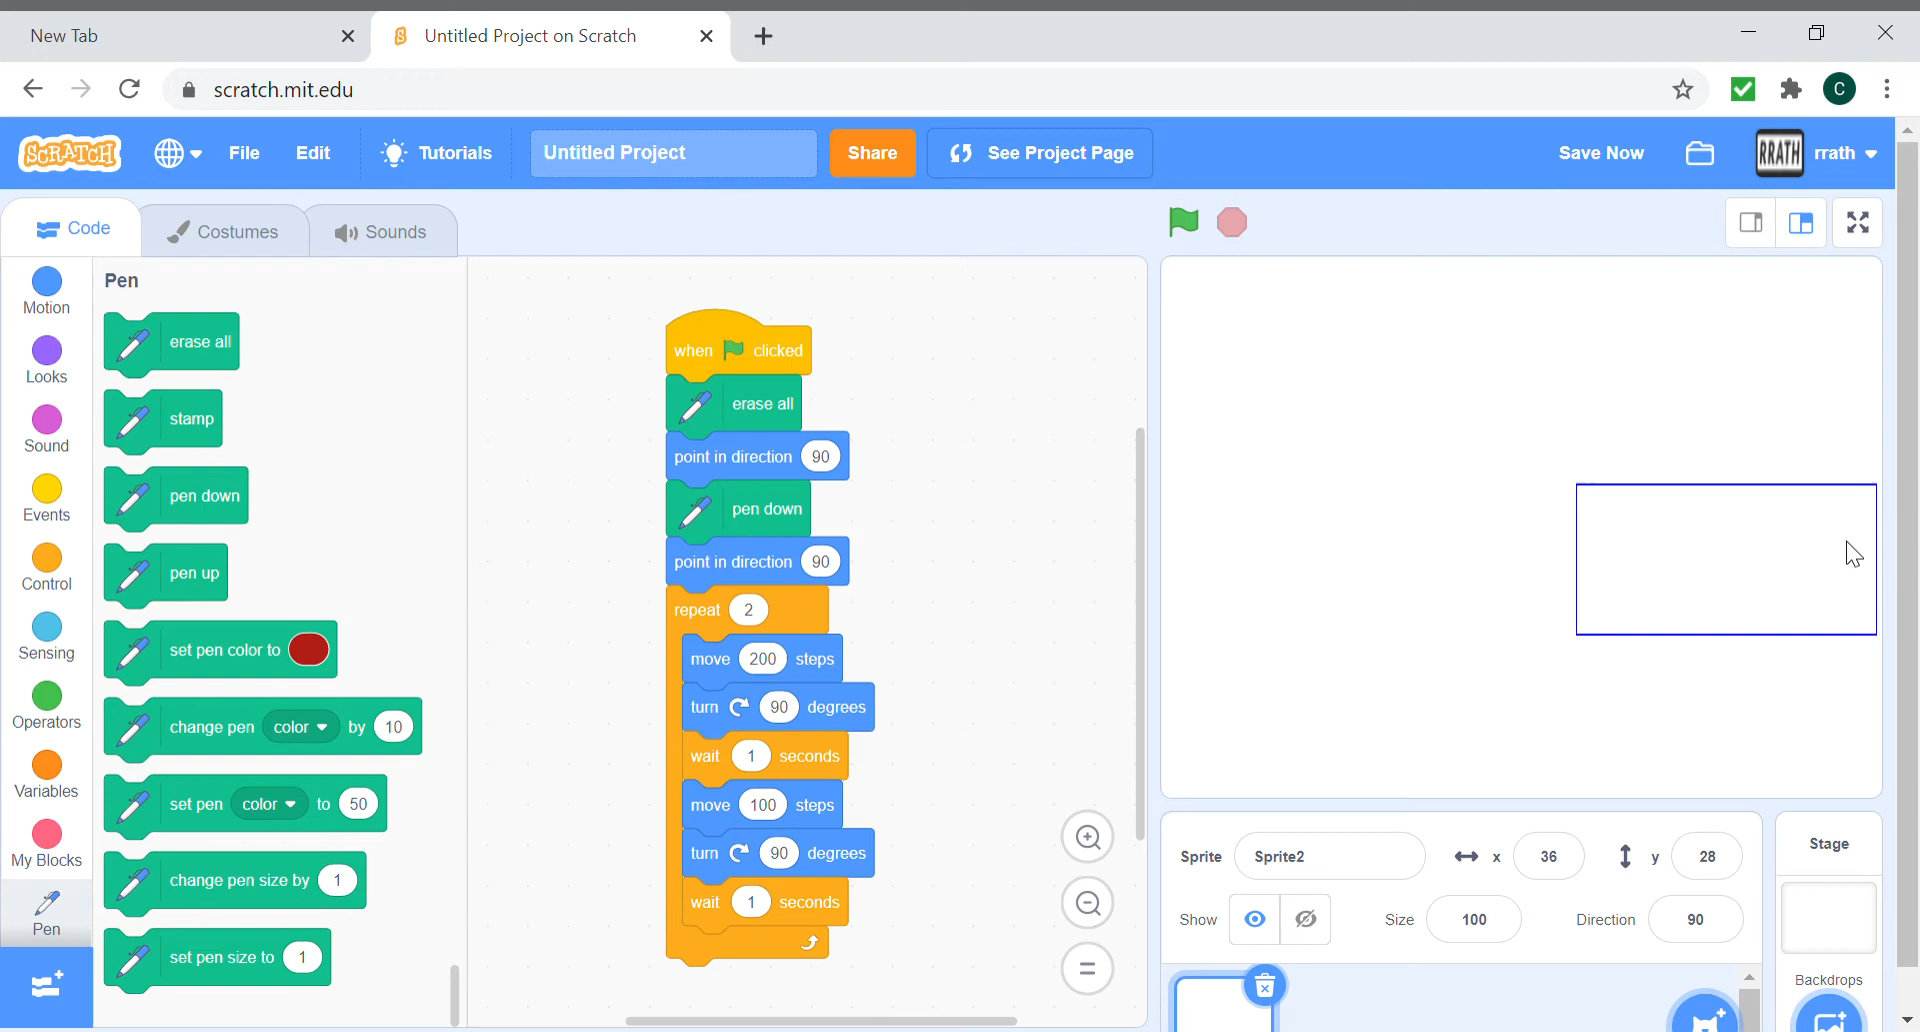 New Tab
Untitled Project on Scratch
scratch.mit.edu
C
SCRATCH
File
Edit
Tutorials
Untitled Project
Share
See Project Page
Save Now
RRATH
rrath
Code
Costumes
Sounds
Motion
Looks
Sound
Events
Control
Sensing
Operators
Variables
My Blocks
Pen
Pen
erase all
stamp
pen down
pen up
set pen color to
change pen color by 10
set pen color to 50
change pen size by 1
set pen size to 1
when clicked
erase all
point in direction 90
pen down
point in direction 90
repeat 2
move 200 steps
turn 90 degrees
wait 1 seconds
move 100 steps
turn 90 degrees
wait 1 seconds
Sprite Sprite2 x 36 y 28
Show Size 100 Direction 90
Stage
Backdrops